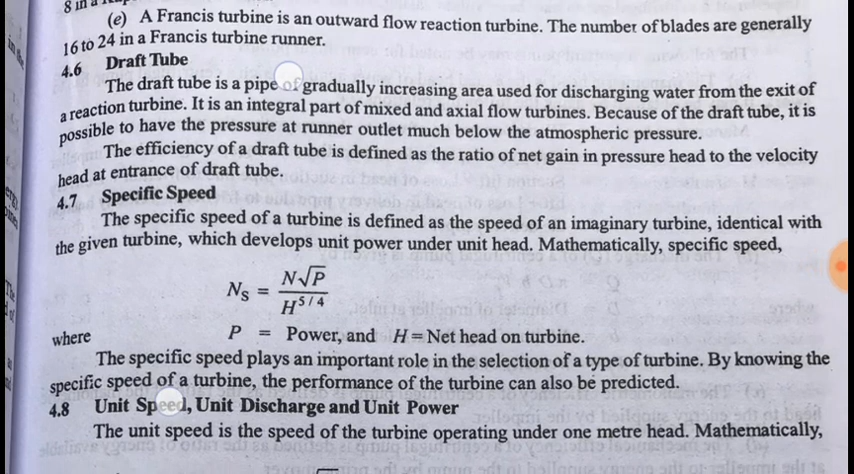 8 in a
(e) A Francis turbine is an outward flow reaction turbine. The number of blades are generally
16 to 24 in a Francis turbine runner.
4.6 Draft Tube
The draft tube is a pipe of gradually increasing area used for discharging water from the exit of
a reaction turbine. It is an integral part of mixed and axial flow turbines. Because of the draft tube, it is
possible to have the pressure at runner outlet much below the atmospheric pressure.
The efficiency of a draft tube is defined as the ratio of net gain in pressure head to the velocity
head at entrance of draft tube.
4.7 Specific Speed
The specific speed of a turbine is defined as the speed of an imaginary turbine, identical with
the given turbine, which develops unit power under unit head. Mathematically, specific speed,
N_S = N√P / H^5/4
where P = Power, and H = Net head on turbine.
The specific speed plays an important role in the selection of a type of turbine. By knowing the
specific speed of a turbine, the performance of the turbine can also be predicted.
4.8 Unit Speed, Unit Discharge and Unit Power
The unit speed is the speed of the turbine operating under one metre head. Mathematically,